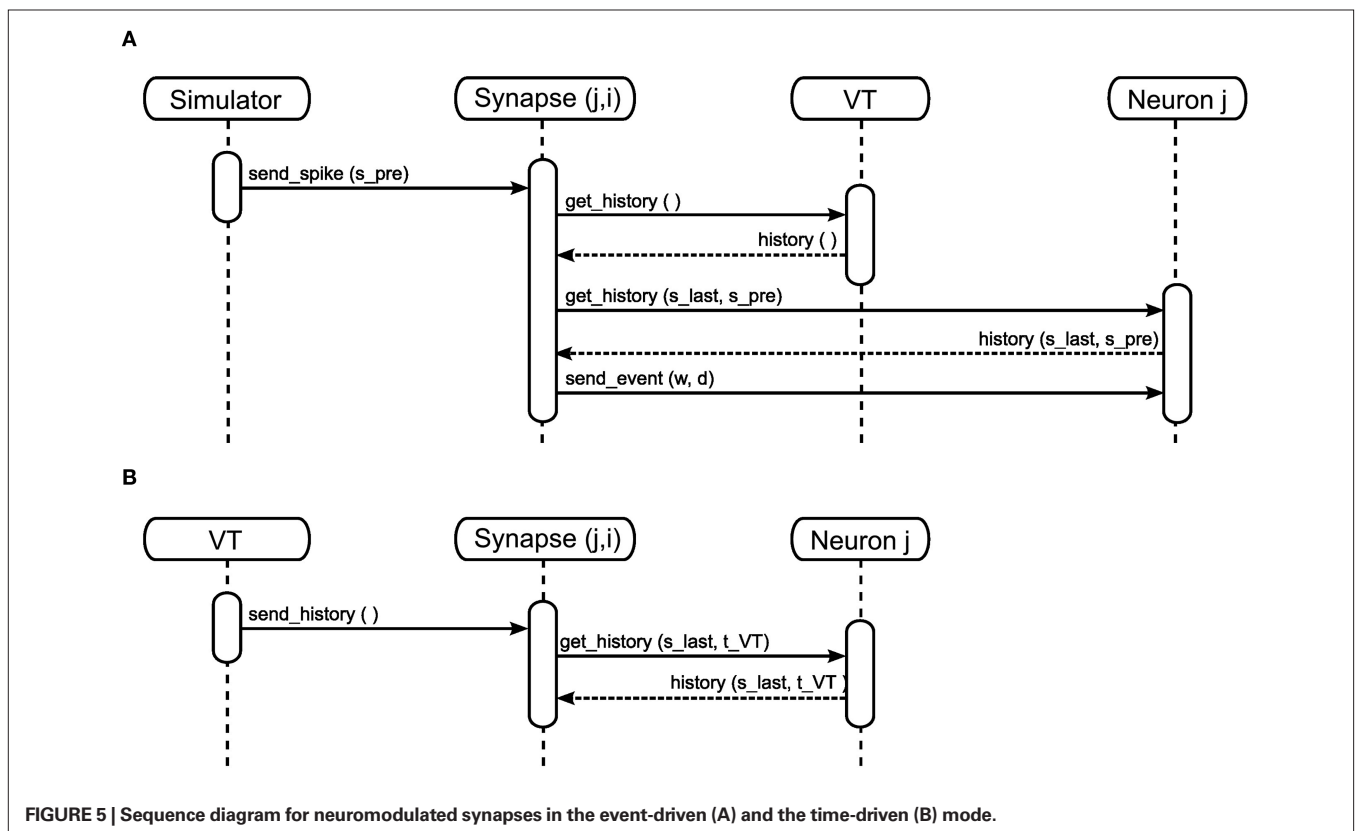 A
Simulator
Synapse (j,i)
VT
Neuron j
send_spike (s_pre)
get_history ( )
history ( )
get_history (s_last, s_pre)
history (s_last, s_pre)
send_event (w, d)
B
VT
Synapse (j,i)
Neuron j
send_history ( )
get_history (s_last, t_VT)
history (s_last, t_VT )
FIGURE 5 | Sequence diagram for neuromodulated synapses in the event-driven (A) and the time-driven (B) mode.